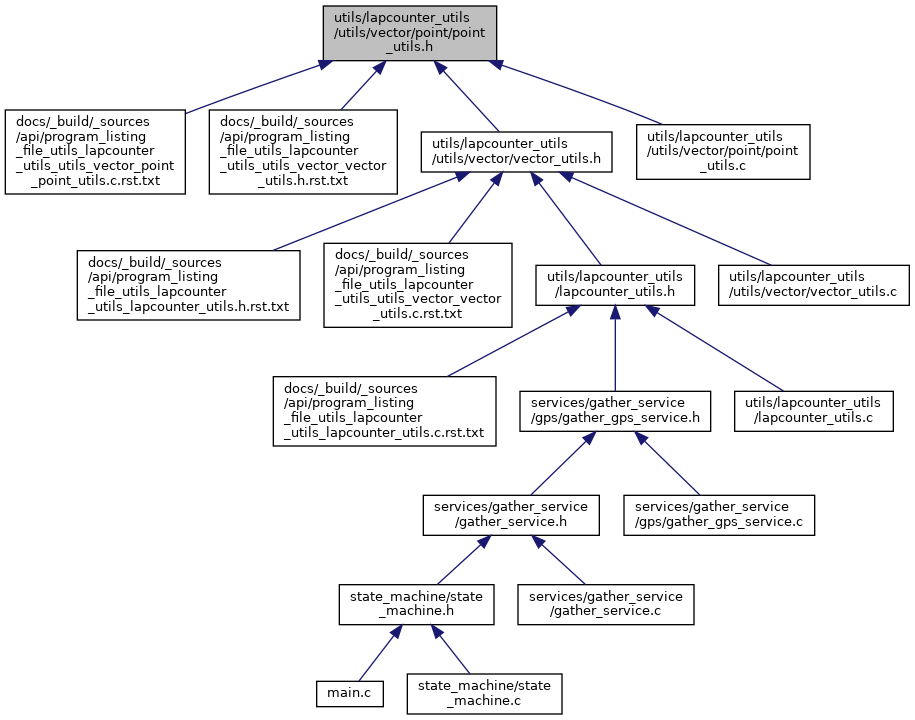 utils/lapcounter_utils
/utils/vector/point/point
_utils.h
docs/_build/_sources
/api/program_listing
_file_utils_lapcounter
_utils_utils_vector_point
_point_utils.c.rst.txt
docs/_build/_sources
/api/program_listing
_file_utils_lapcounter
_utils_utils_vector_vector
_utils.h.rst.txt
utils/lapcounter_utils
/utils/vector/vector_utils.h
utils/lapcounter_utils
/utils/vector/point/point
_utils.c
docs/_build/_sources
/api/program_listing
_file_utils_lapcounter
_utils_lapcounter_utils.h.rst.txt
docs/_build/_sources
/api/program_listing
_file_utils_lapcounter
_utils_utils_vector_vector
_utils.c.rst.txt
utils/lapcounter_utils
/lapcounter_utils.h
utils/lapcounter_utils
/utils/vector/vector_utils.c
docs/_build/_sources
/api/program_listing
_file_utils_lapcounter
_utils_lapcounter_utils.c.rst.txt
services/gather_service
/gps/gather_gps_service.h
utils/lapcounter_utils
/lapcounter_utils.c
services/gather_service
/gather_service.h
services/gather_service
/gps/gather_gps_service.c
state_machine/state
_machine.h
services/gather_service
/gather_service.c
main.c
state_machine/state
_machine.c